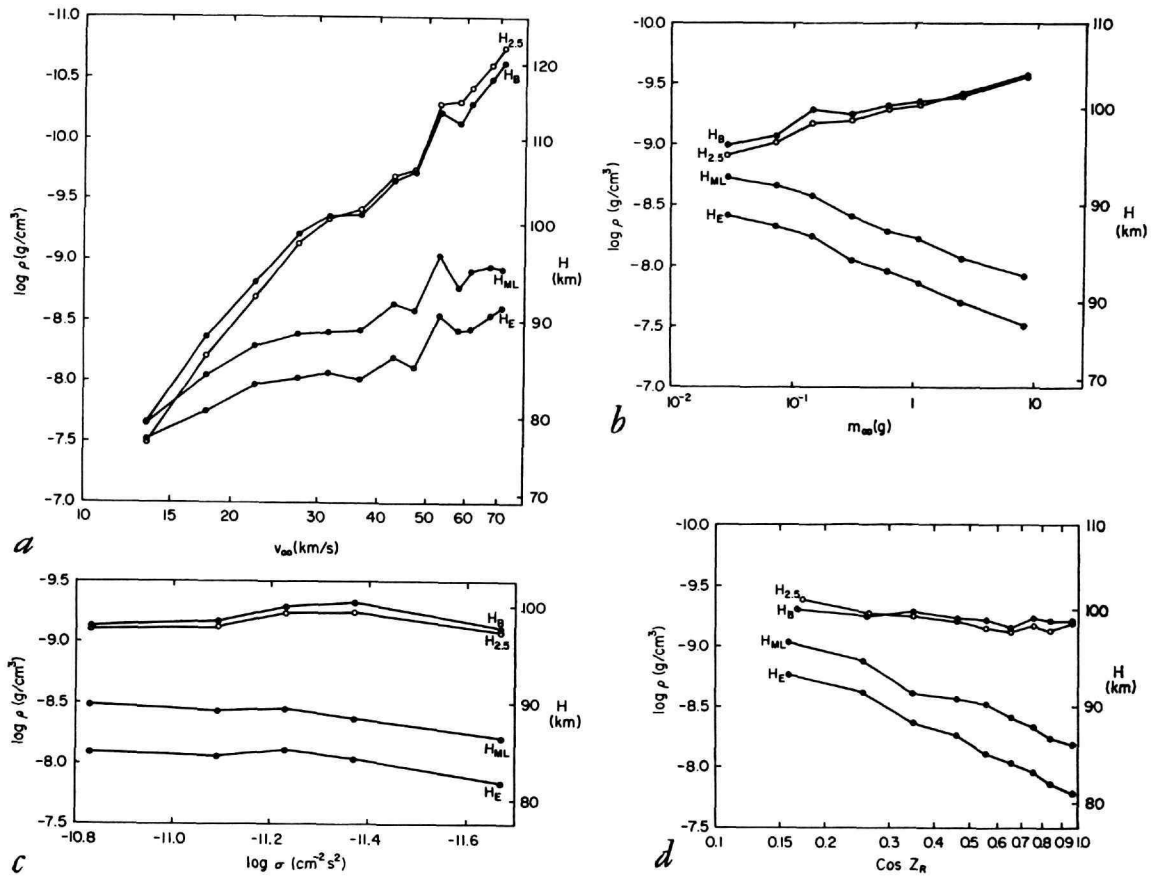 -11.0
-10.5
-10.0
-9.5
-9.0
-8.5
-8.0
-7.5
-7.0
log ρ (g/cm³)
10 15 20 30 40 50 60 70
v∞ (km/s)
120
110
100
90
80
70
H
(km)
H2.5
HB
HML
HE
a
-10.0
-9.5
-9.0
-8.5
-8.0
-7.5
-7.0
log ρ (g/cm³)
10⁻² 10⁻¹ 1 10
m∞(g)
110
100
90
80
70
H
(km)
HB
H2.5
HML
HE
b
-9.5
-9.0
-8.5
-8.0
-7.5
log ρ (g/cm³)
-10.8 -11.0 -11.2 -11.4 -11.6
log σ (cm⁻² s²)
100
90
80
H
(km)
HB
H2.5
HML
HE
c
-10.0
-9.5
-9.0
-8.5
-8.0
-7.5
log ρ (g/cm³)
0.1 0.15 0.2 0.3 0.4 0.5 0.6 0.7 0.8 0.9 1.0
Cos ZR
110
100
90
80
H
(km)
H2.5
HB
HML
HE
d